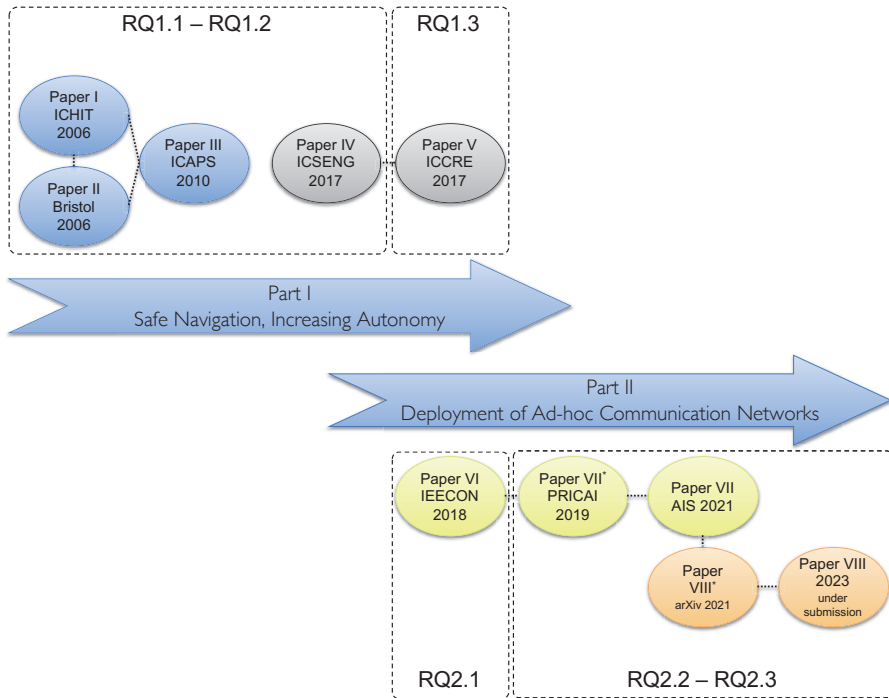 RQ1.1 – RQ1.2
RQ1.3
Paper I
ICHIT
2006
Paper II
Bristol
2006
Paper III
ICAPS
2010
Paper IV
ICSENG
2017
Paper V
ICCRE
2017
Part I
Safe Navigation, Increasing Autonomy
Part II
Deployment of Ad-hoc Communication Networks
Paper VI
IEECON
2018
Paper VII*
PRICAI
2019
Paper VII
AIS 2021
Paper
VIII*
arXiv 2021
Paper VIII
2023
under
submission
RQ2.1
RQ2.2 – RQ2.3